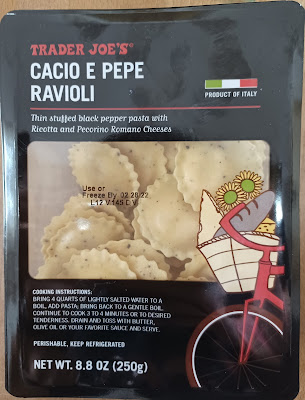 TRADER JOE'S®
CACIO E PEPE
RAVIOLI
PRODUCT OF ITALY
Thin stuffed black pepper pasta with
Ricotta and Pecorino Romano Cheeses
Use or
Freeze By 02 28 22
L12 V 145 D V
COOKING INSTRUCTIONS:
BRING 4 QUARTS OF LIGHTLY SALTED WATER TO A
BOIL, ADD PASTA; BRING BACK TO A GENTLE BOIL.
CONTINUE TO COOK 3 TO 4 MINUTES OR TO DESIRED
TENDERNESS. DRAIN AND TOSS WITH BUTTER,
OLIVE OIL OR YOUR FAVORITE SAUCE AND SERVE.
PERISHABLE, KEEP REFRIGERATED
NET WT. 8.8 OZ (250g)